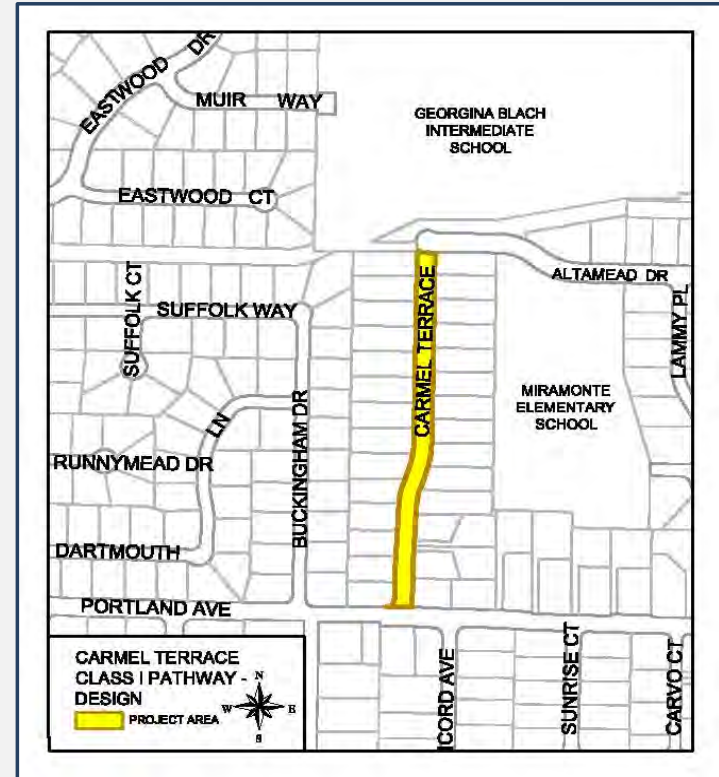 EASTWOOD DR
MUIR WAY
GEORGINA BLACH
INTERMEDIATE
SCHOOL
EASTWOOD CT
SUFFOLK CT
SUFFOLK WAY
CARMEL TERRACE
ALTAMEAD DR
LAMMY PL
MIRAMONTE
ELEMENTARY
SCHOOL
LN
BUCKINGHAM DR
RUNNYMEAD DR
DARTMOUTH
PORTLAND AVE
ICORD AVE
SUNRISE CT
CARVO CT
CARMEL TERRACE
CLASS I PATHWAY -
DESIGN
PROJECT AREA
N
W E
S